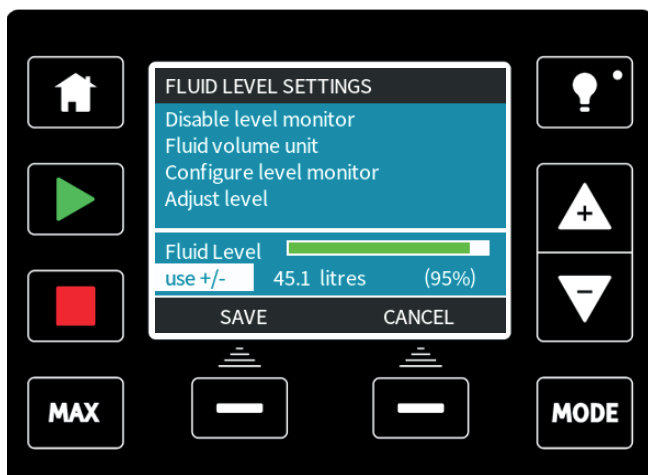 FLUID LEVEL SETTINGS
Disable level monitor
Fluid volume unit
Configure level monitor
Adjust level
+
Fluid Level
use +/- 45.1 litres (95%)
−
SAVE CANCEL
MAX
MODE